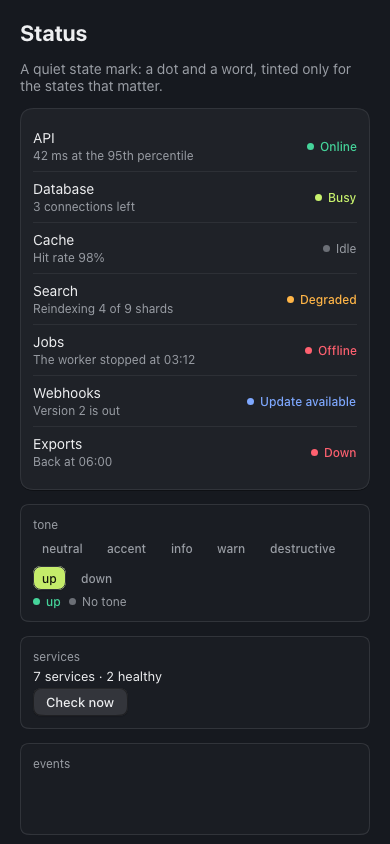 Status
A quiet state mark: a dot and a word, tinted only for
the states that matter.
API
42 ms at the 95th percentile
Online
Database
3 connections left
Busy
Cache
Hit rate 98%
Idle
Search
Reindexing 4 of 9 shards
Degraded
Jobs
The worker stopped at 03:12
Offline
Webhooks
Version 2 is out
Update available
Exports
Back at 06:00
Down
tone
neutral accent info warn destructive
up down
up No tone
services
7 services · 2 healthy
Check now
events